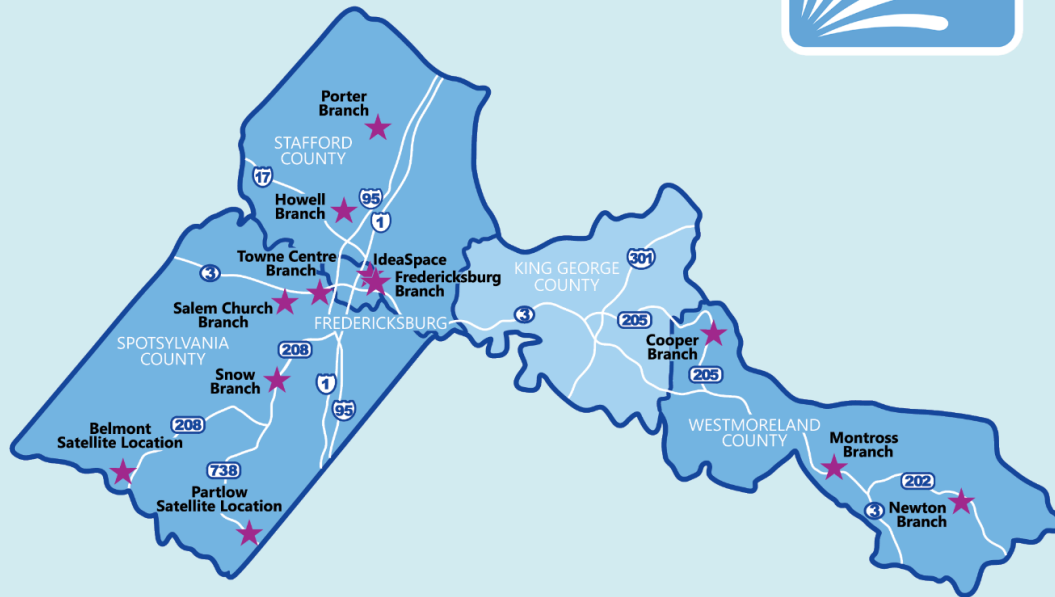 Porter
Branch
STAFFORD
COUNTY
17
Howell
Branch
95
1
Towne Centre
Branch
IdeaSpace
Fredericksburg
Branch
3
Salem Church
Branch
FREDERICKSBURG
SPOTSYLVANIA
COUNTY
208
Snow
Branch
1
95
208
Belmont
Satellite Location
738
Partlow
Satellite Location
KING GEORGE
COUNTY
301
3
205
Cooper
Branch
205
WESTMORELAND
COUNTY
Montross
Branch
202
3
Newton
Branch